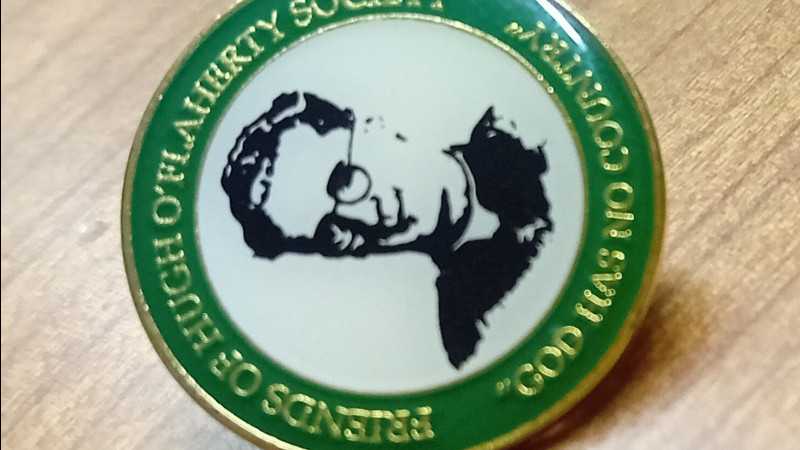 FRIENDS OF HUGH O'FLAHERTY SOCIETY
"GOD HAS NO COUNTRY"